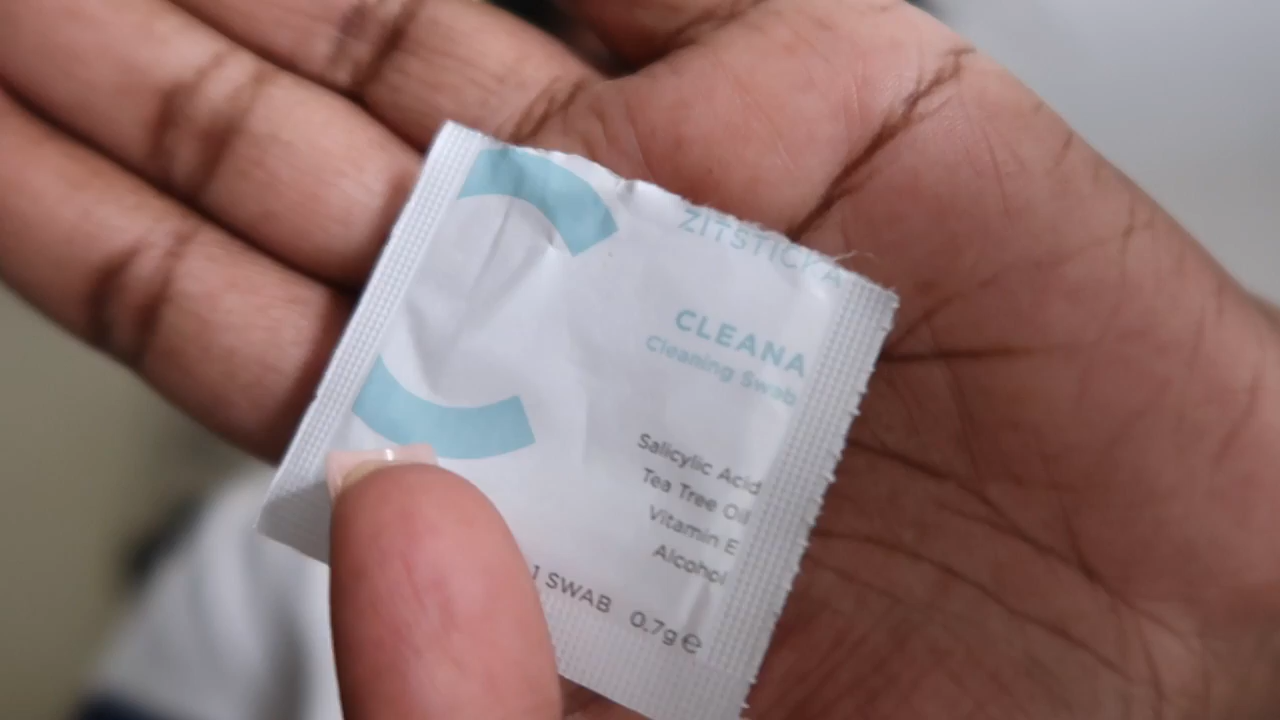 ZITSTICKA
CLEANA
Cleaning Swab
Salicylic Acid
Tea Tree Oil
Vitamin E
Alcohol
1 SWAB 0.7g ℮